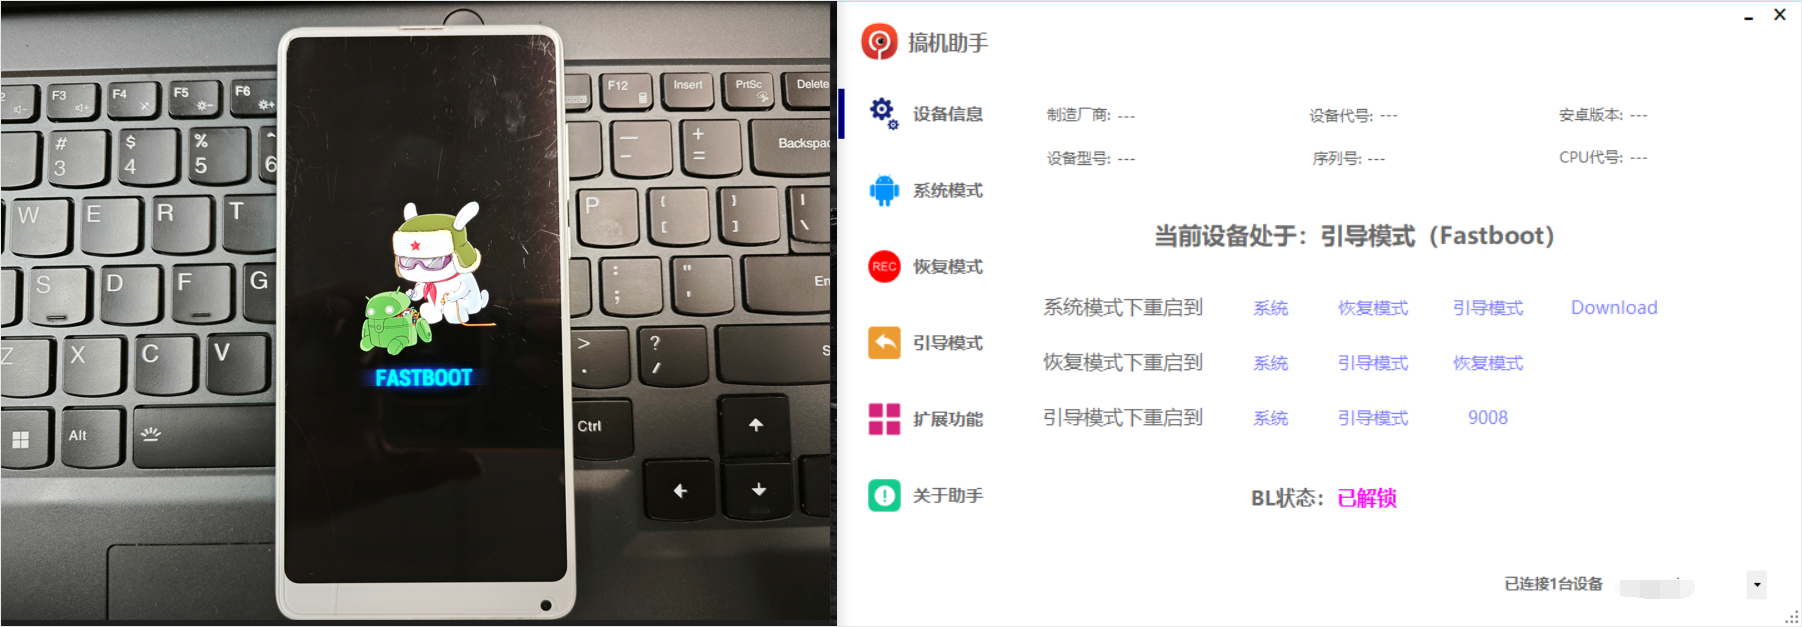 F3
F4
F5
F6
F12
Insert
PrtSc
Delete
#
3
$
4
%
5
6
+
=
Backspac
W
E
R
T
P
{
[
}
]
S
D
F
G
:
;
"
'
En
Z
X
C
V
>
.
?
/
Alt
Ctrl
FASTBOOT
搞机助手
设备信息
系统模式
REC
恢复模式
引导模式
扩展功能
关于助手
制造厂商: --- 设备代号: --- 安卓版本: ---
设备型号: --- 序列号: --- CPU代号: ---
当前设备处于：引导模式（Fastboot）
系统模式下重启到 系统 恢复模式 引导模式 Download
恢复模式下重启到 系统 引导模式 恢复模式
引导模式下重启到 系统 引导模式 9008
BL状态：已解锁
已连接1台设备